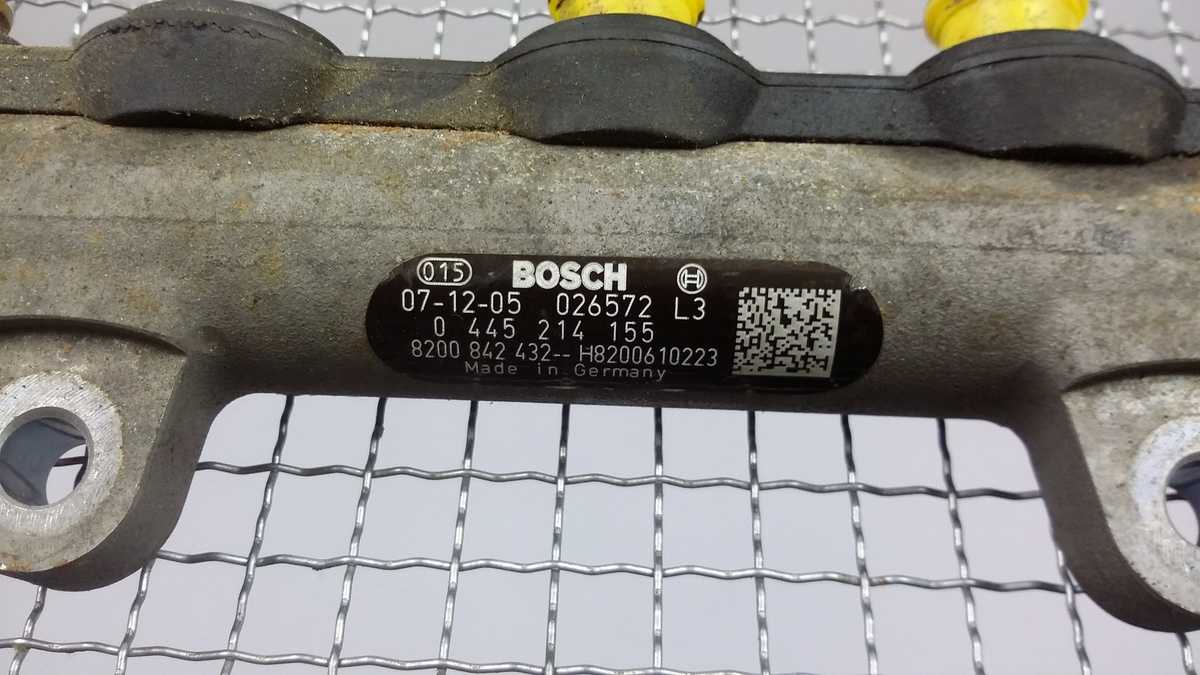 015 BOSCH
07-12-05 026572 L3
0 445 214 155
8200 842 432-- H8200610223
Made in Germany